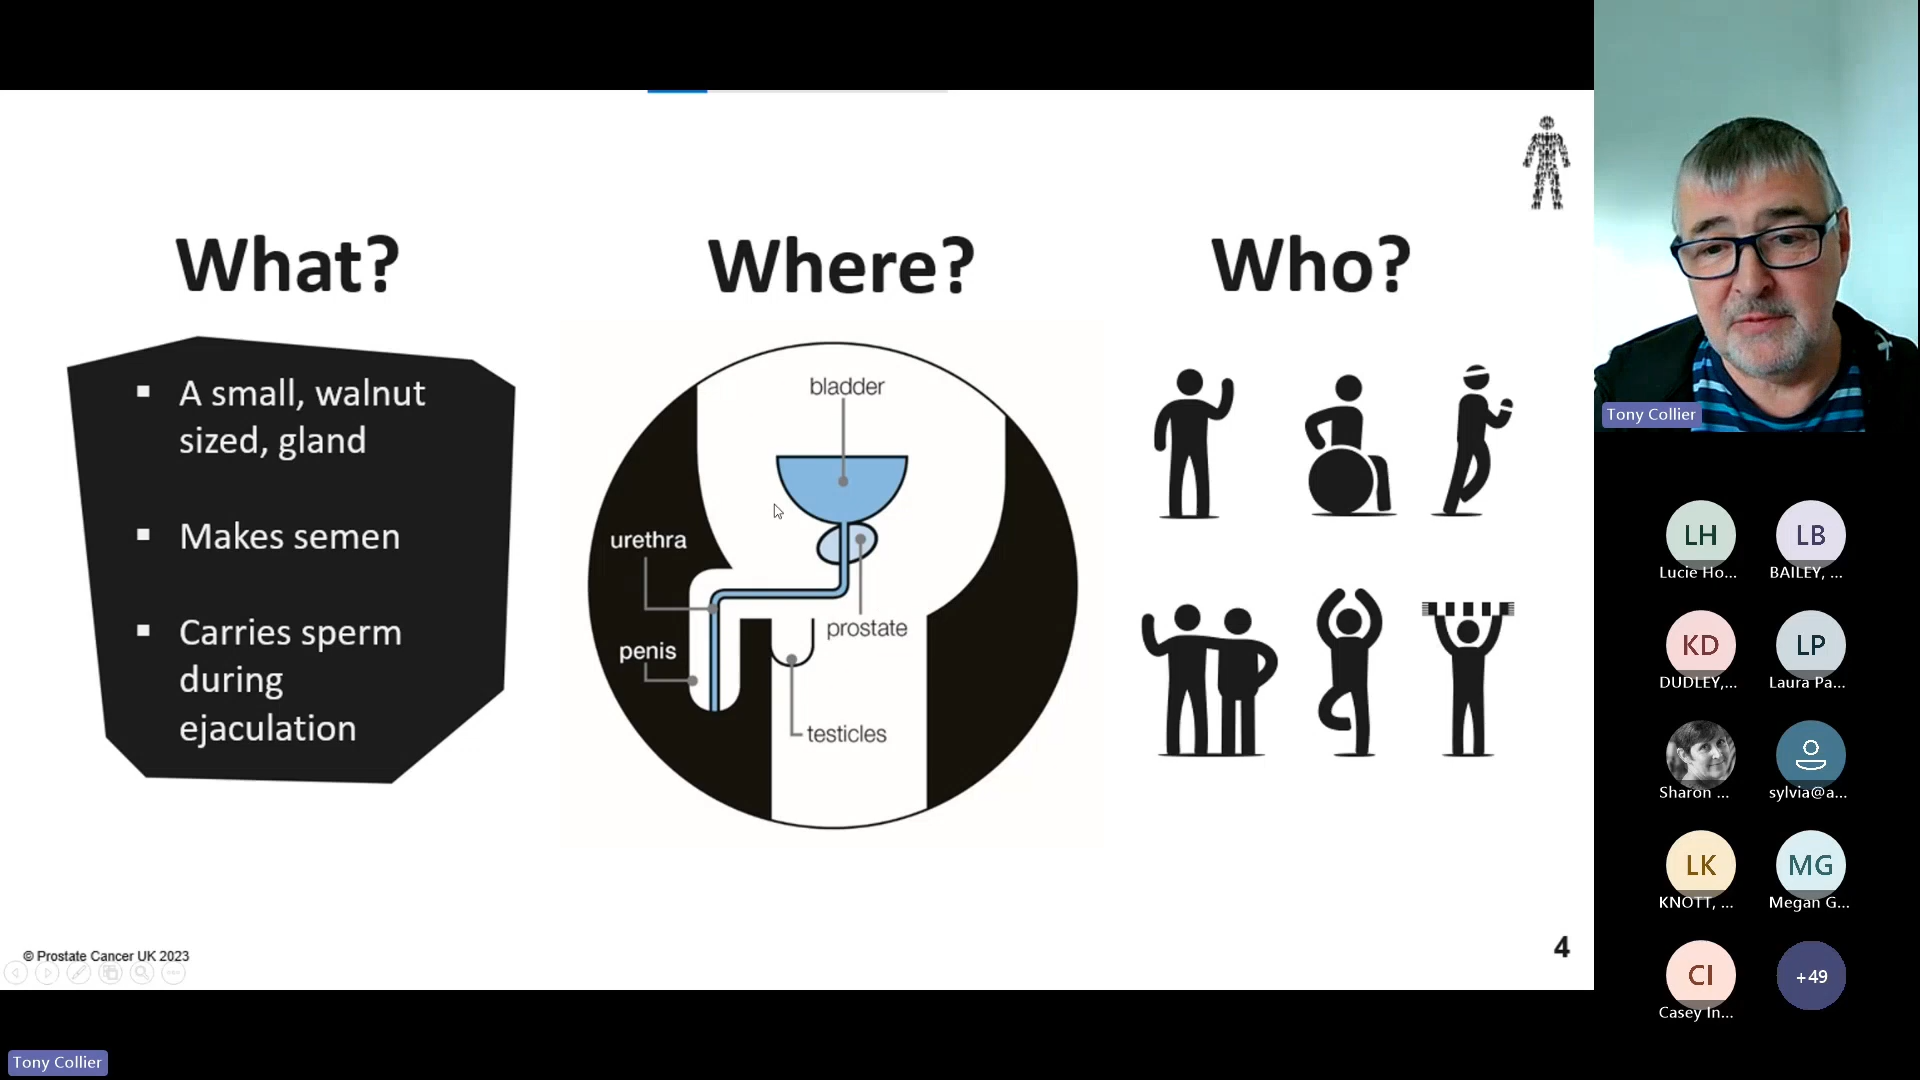 What?
▪ A small, walnut
sized, gland
▪ Makes semen
▪ Carries sperm
during
ejaculation
Where?
bladder
urethra
prostate
penis
testicles
Who?
© Prostate Cancer UK 2023
4
Tony Collier
Tony Collier
LH
Lucie Ho...
LB
BAILEY, ...
KD
DUDLEY,...
LP
Laura Pa...
Sharon ...
sylvia@a...
LK
KNOTT, ...
MG
Megan G...
CI
Casey In...
+49